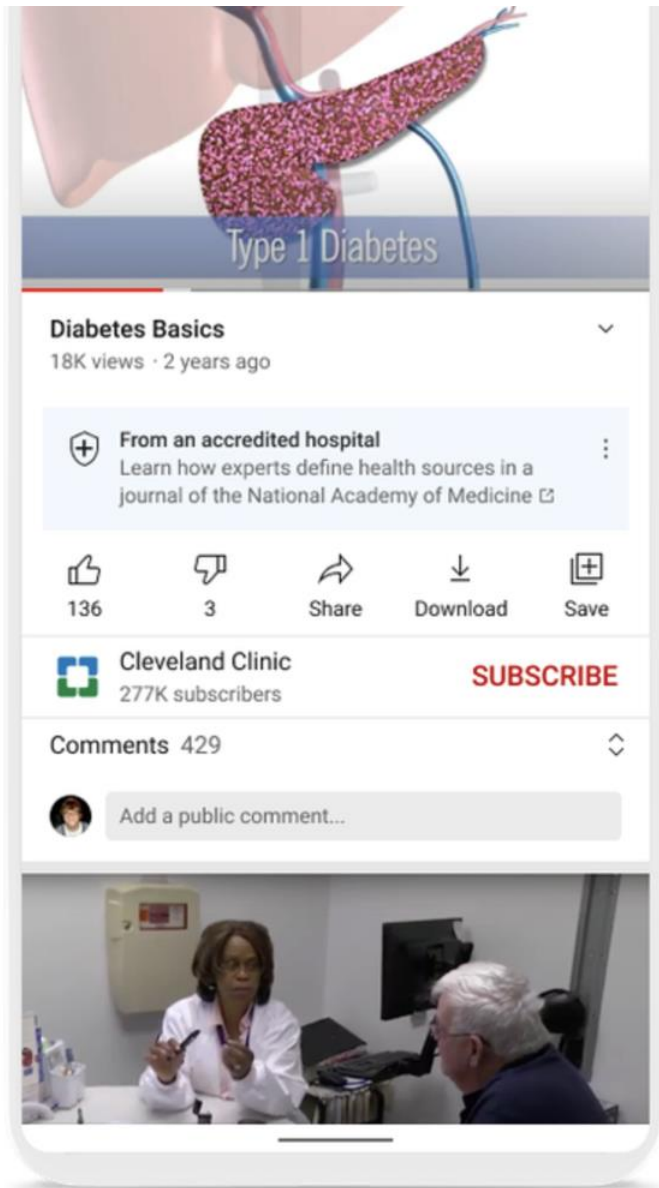 Type 1 Diabetes
Diabetes Basics
18K views · 2 years ago
From an accredited hospital
Learn how experts define health sources in a
journal of the National Academy of Medicine
136
3
Share
Download
Save
Cleveland Clinic
277K subscribers
SUBSCRIBE
Comments 429
Add a public comment...